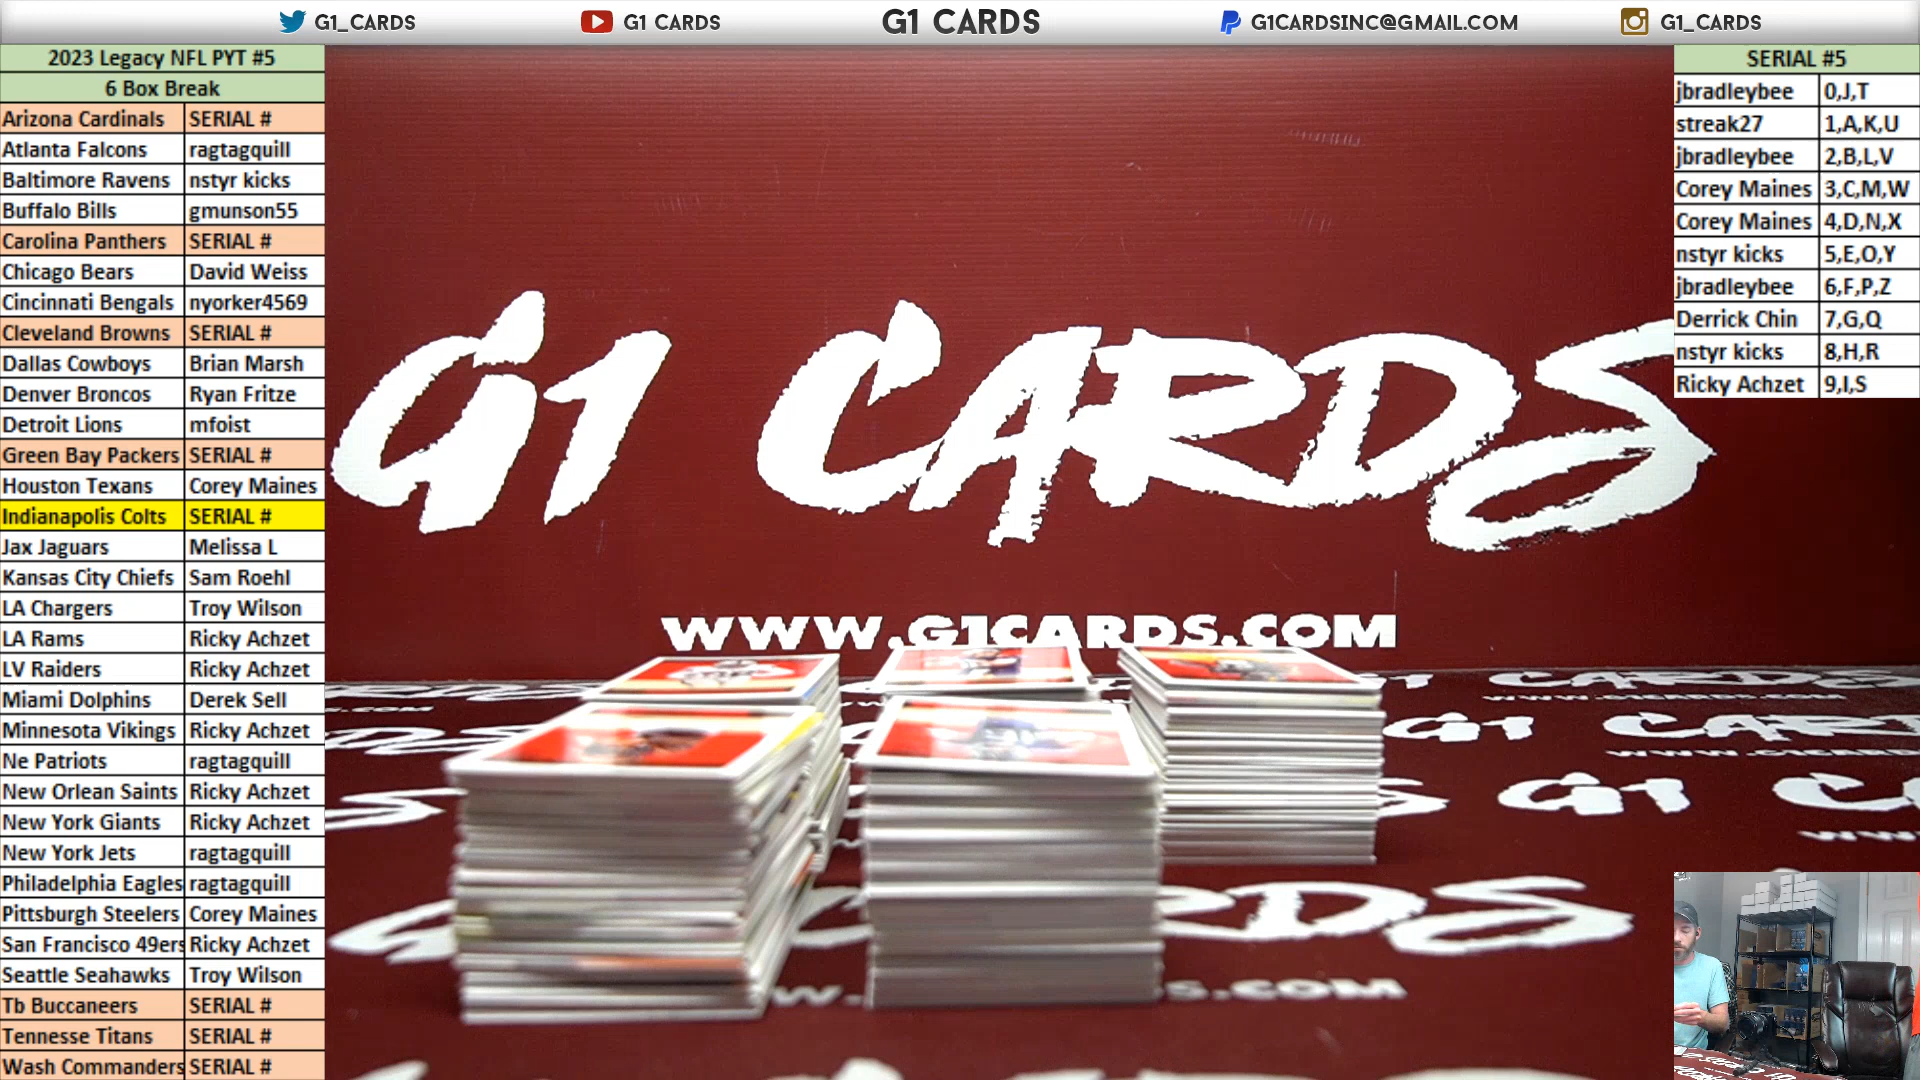 G1_CARDS G1 CARDS G1 CARDS G1CARDSINC@GMAIL.COM G1_CARDS
2023 Legacy NFL PYT #5
6 Box Break
Arizona Cardinals SERIAL #
Atlanta Falcons ragtagquill
Baltimore Ravens nstyr kicks
Buffalo Bills gmunson55
Carolina Panthers SERIAL #
Chicago Bears David Weiss
Cincinnati Bengals nyorker4569
Cleveland Browns SERIAL #
Dallas Cowboys Brian Marsh
Denver Broncos Ryan Fritze
Detroit Lions mfoist
Green Bay Packers SERIAL #
Houston Texans Corey Maines
Indianapolis Colts SERIAL #
Jax Jaguars Melissa L
Kansas City Chiefs Sam Roehl
LA Chargers Troy Wilson
LA Rams Ricky Achzet
LV Raiders Ricky Achzet
Miami Dolphins Derek Sell
Minnesota Vikings Ricky Achzet
Ne Patriots ragtagquill
New Orlean Saints Ricky Achzet
New York Giants Ricky Achzet
New York Jets ragtagquill
Philadelphia Eagles ragtagquill
Pittsburgh Steelers Corey Maines
San Francisco 49ers Ricky Achzet
Seattle Seahawks Troy Wilson
Tb Buccaneers SERIAL #
Tennesse Titans SERIAL #
Wash Commanders SERIAL #
SERIAL #5
jbradleybee 0,J,T
streak27 1,A,K,U
jbradleybee 2,B,L,V
Corey Maines 3,C,M,W
Corey Maines 4,D,N,X
nstyr kicks 5,E,O,Y
jbradleybee 6,F,P,Z
Derrick Chin 7,G,Q
nstyr kicks 8,H,R
Ricky Achzet 9,I,S
G1 CARDS
WWW.G1CARDS.COM